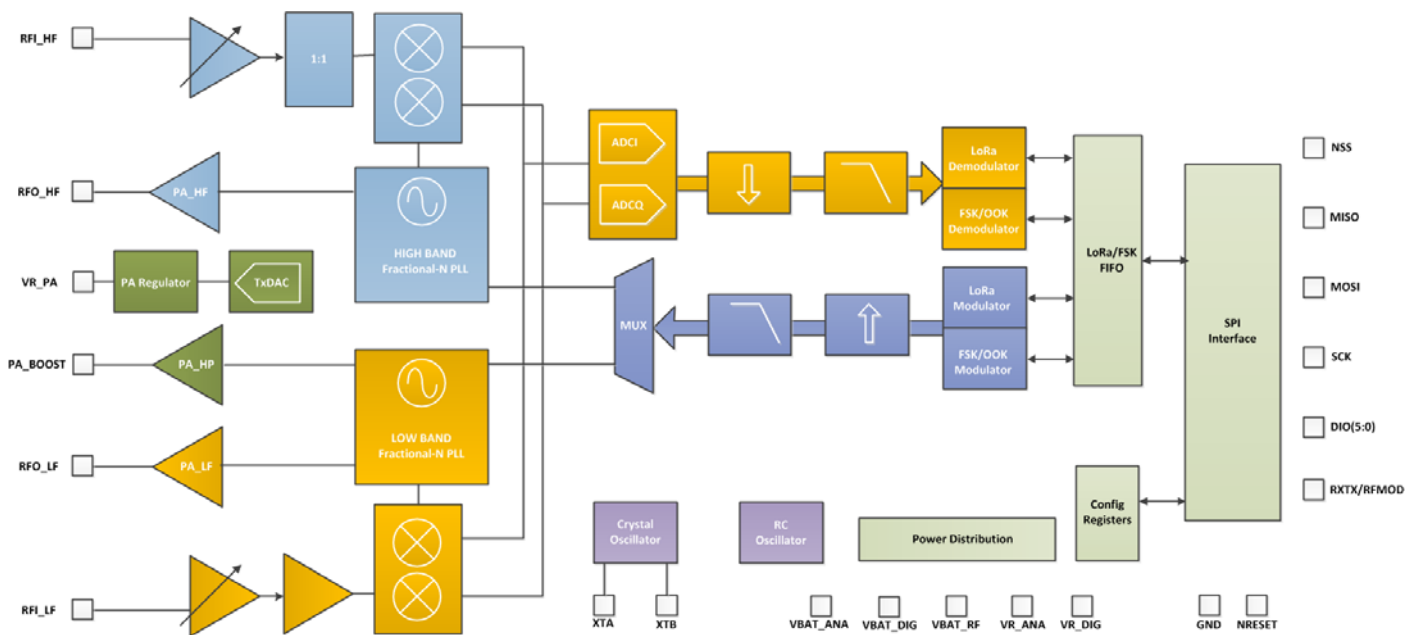 RFI_HF
1:1
RFO_HF
PA_HF
HIGH BAND
Fractional-N PLL
VR_PA
PA Regulator
TxDAC
PA_BOOST
PA_HP
LOW BAND
Fractional-N PLL
RFO_LF
PA_LF
RFI_LF
ADCI
ADCQ
MUX
LoRa
Demodulator
FSK/OOK
Demodulator
LoRa
Modulator
FSK/OOK
Modulator
LoRa/FSK
FIFO
SPI
Interface
Config
Registers
Crystal
Oscillator
RC
Oscillator
Power Distribution
NSS
MISO
MOSI
SCK
DIO(5:0)
RXTX/RFMOD
XTA
XTB
VBAT_ANA
VBAT_DIG
VBAT_RF
VR_ANA
VR_DIG
GND
NRESET